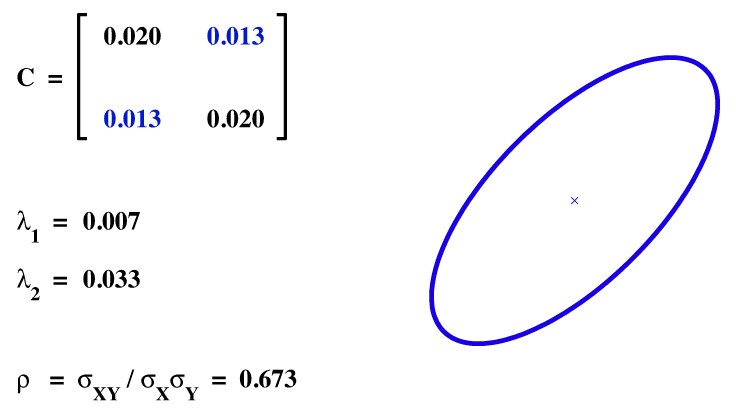 0.020 0.013
C =
0.013 0.020
λ1 = 0.007
λ2 = 0.033
ρ = σXY / σXσY = 0.673